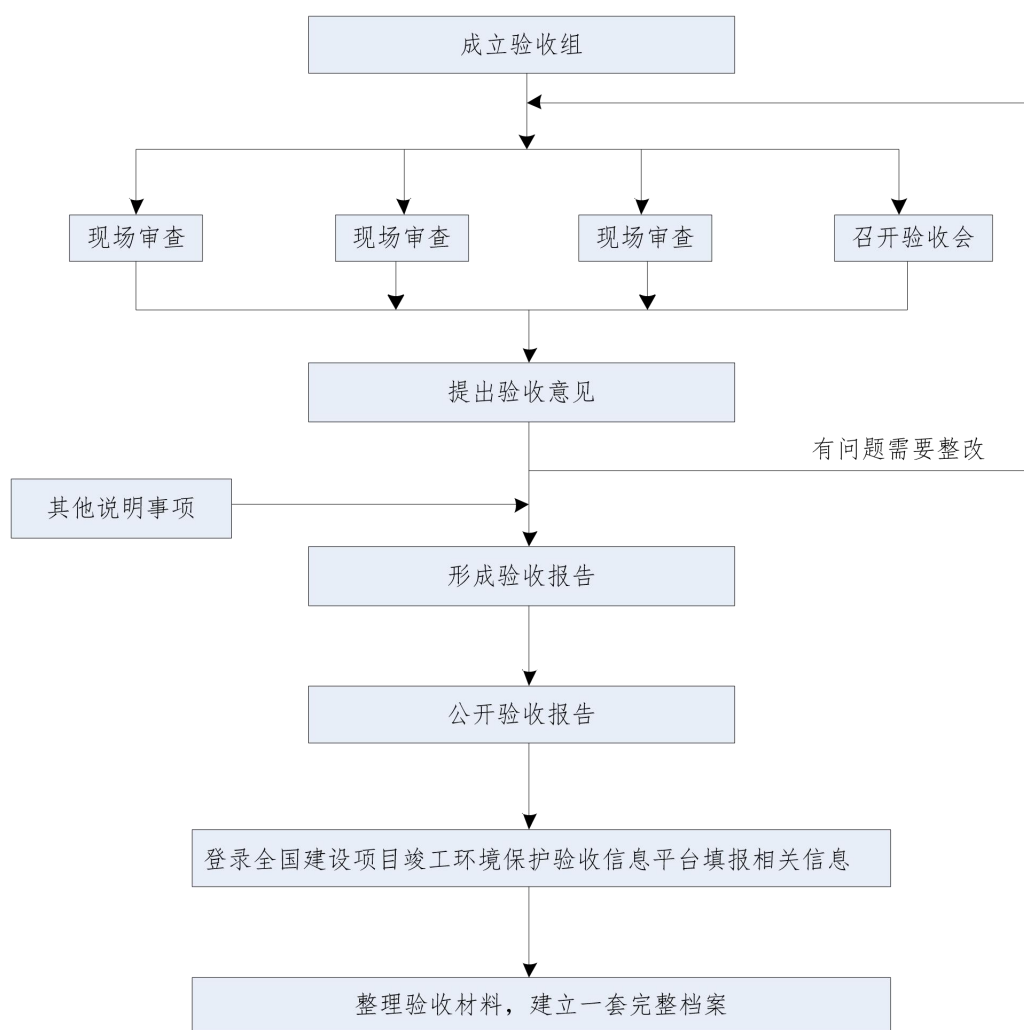 成立验收组
现场审查
现场审查
现场审查
召开验收会
提出验收意见
有问题需要整改
其他说明事项
形成验收报告
公开验收报告
登录全国建设项目竣工环境保护验收信息平台填报相关信息
整理验收材料，建立一套完整档案